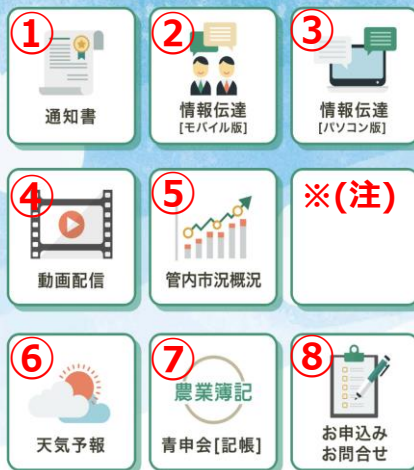 ①
通知書
②
情報伝達
[モバイル版]
③
情報伝達
[パソコン版]
④
動画配信
⑤
管内市況概況
※(注)
⑥
天気予報
⑦
農業簿記
青申会[記帳]
⑧
お申込み
お問合せ